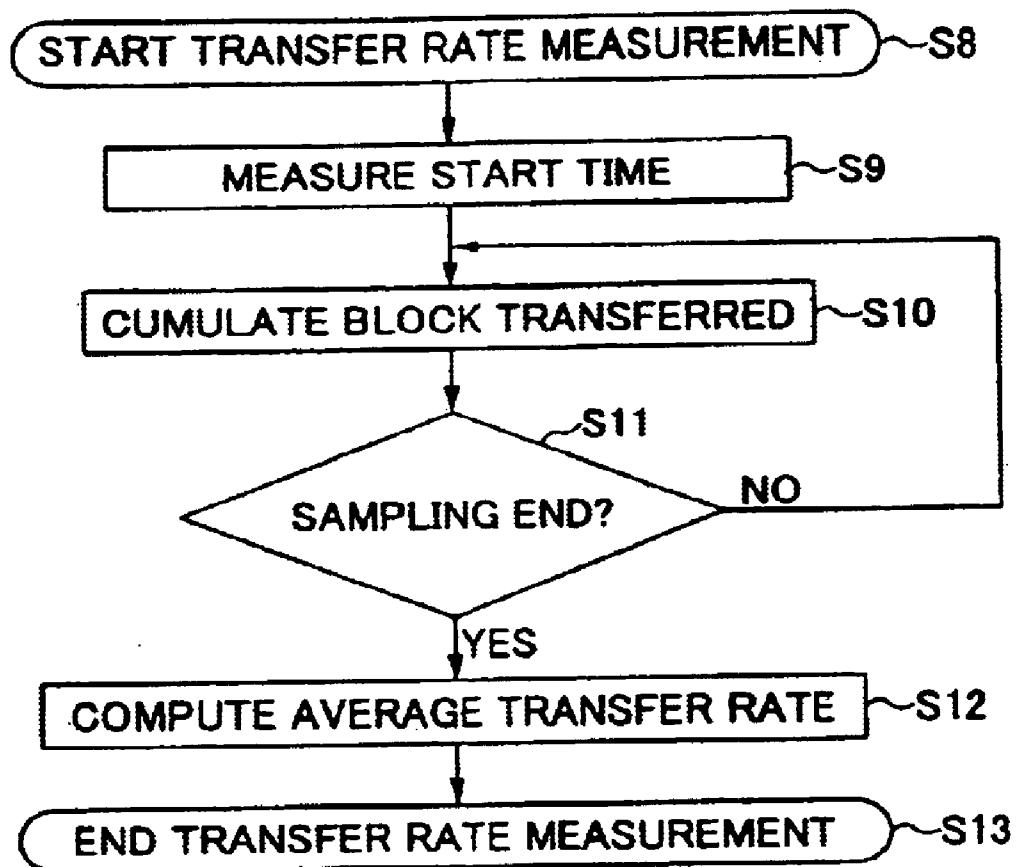 START TRANSFER RATE MEASUREMENT S8
MEASURE START TIME S9
CUMULATE BLOCK TRANSFERRED S10
S11
SAMPLING END?
NO
YES
COMPUTE AVERAGE TRANSFER RATE S12
END TRANSFER RATE MEASUREMENT S13